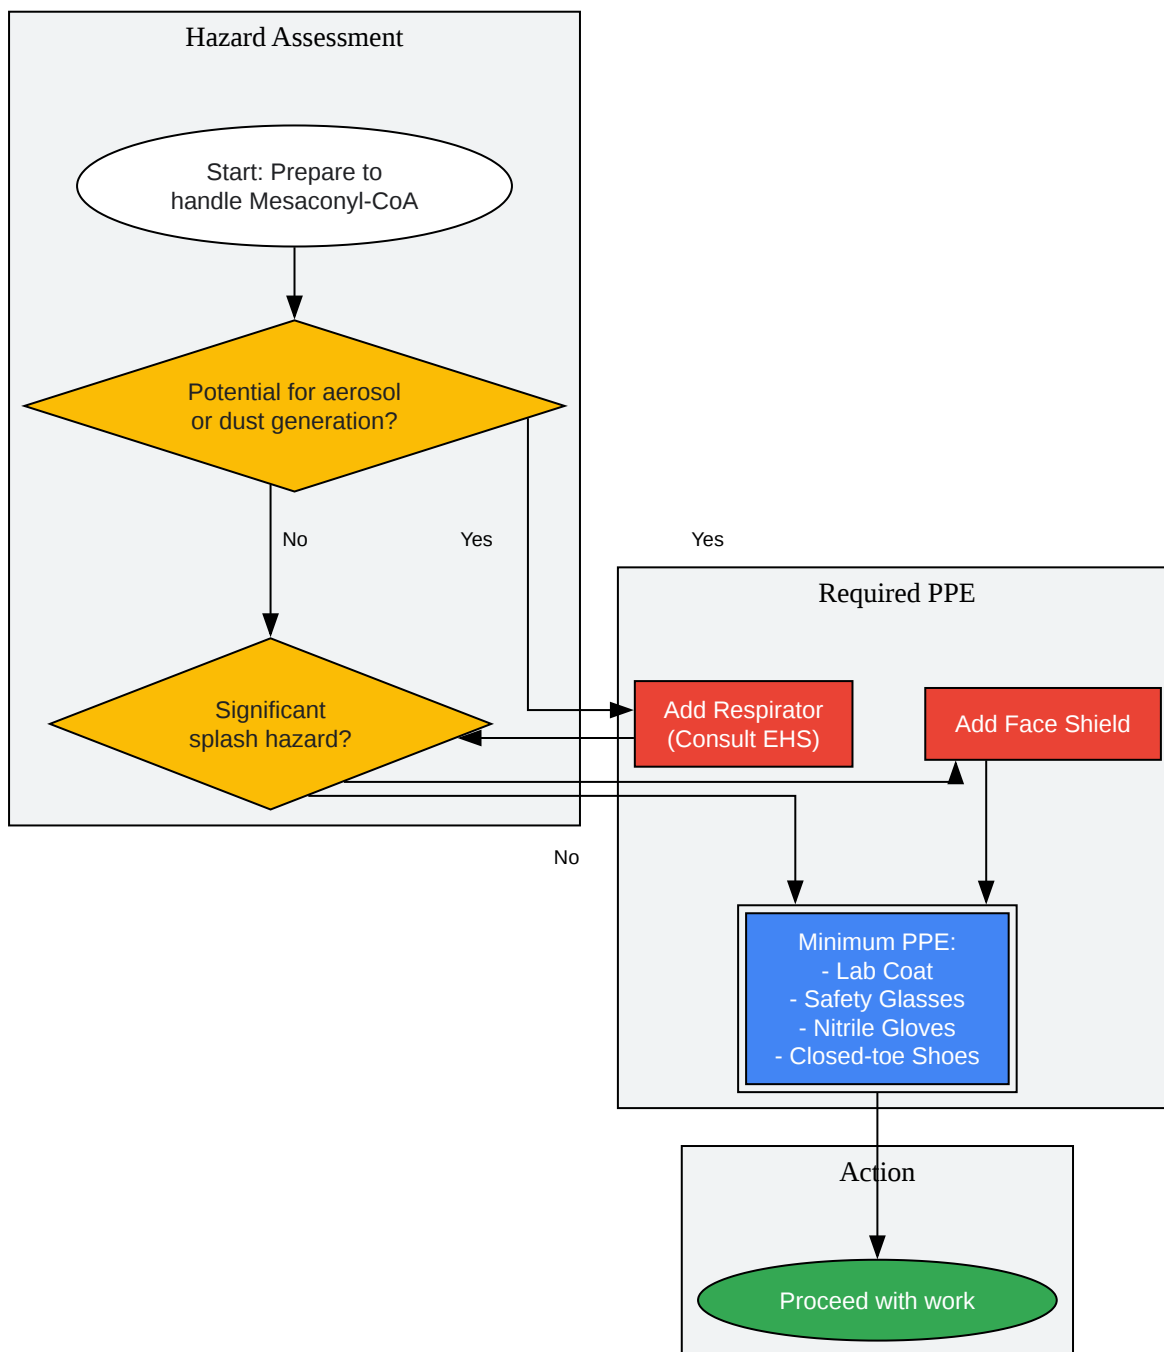 Hazard Assessment
Start: Prepare to
handle Mesaconyl-CoA
Potential for aerosol
or dust generation?
No
Yes
Yes
Required PPE
Significant
splash hazard?
Add Respirator
(Consult EHS)
Add Face Shield
No
Minimum PPE:
- Lab Coat
- Safety Glasses
- Nitrile Gloves
- Closed-toe Shoes
Action
Proceed with work